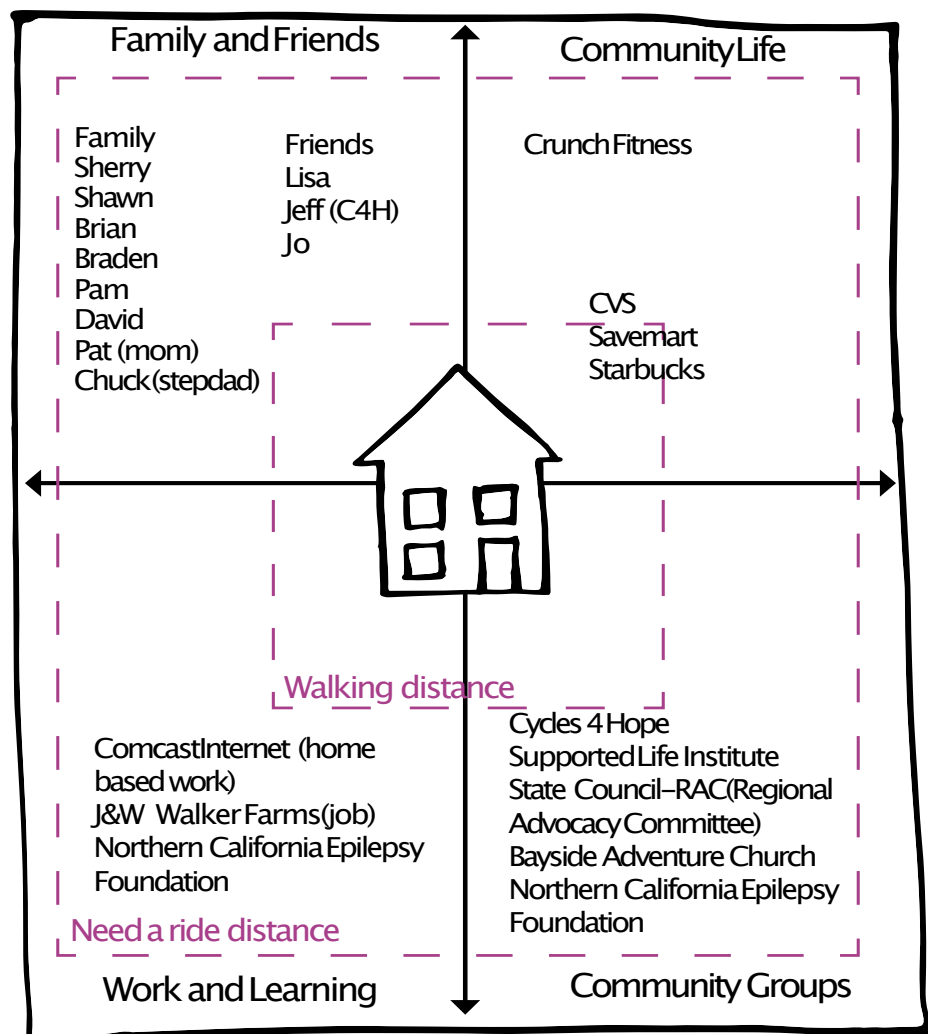 Family and Friends
Community Life
Family
Sherry
Shawn
Brian
Braden
Pam
David
Pat (mom)
Chuck (stepdad)
Friends
Lisa
Jeff (C4H)
Jo
Crunch Fitness
CVS
Savemart
Starbucks
Walking distance
Comcast Internet (home
based work)
J&W Walker Farms (job)
Northern California Epilepsy
Foundation
Cycles 4 Hope
Supported Life Institute
State Council–RAC (Regional
Advocacy Committee)
Bayside Adventure Church
Northern California Epilepsy
Foundation
Need a ride distance
Work and Learning
Community Groups